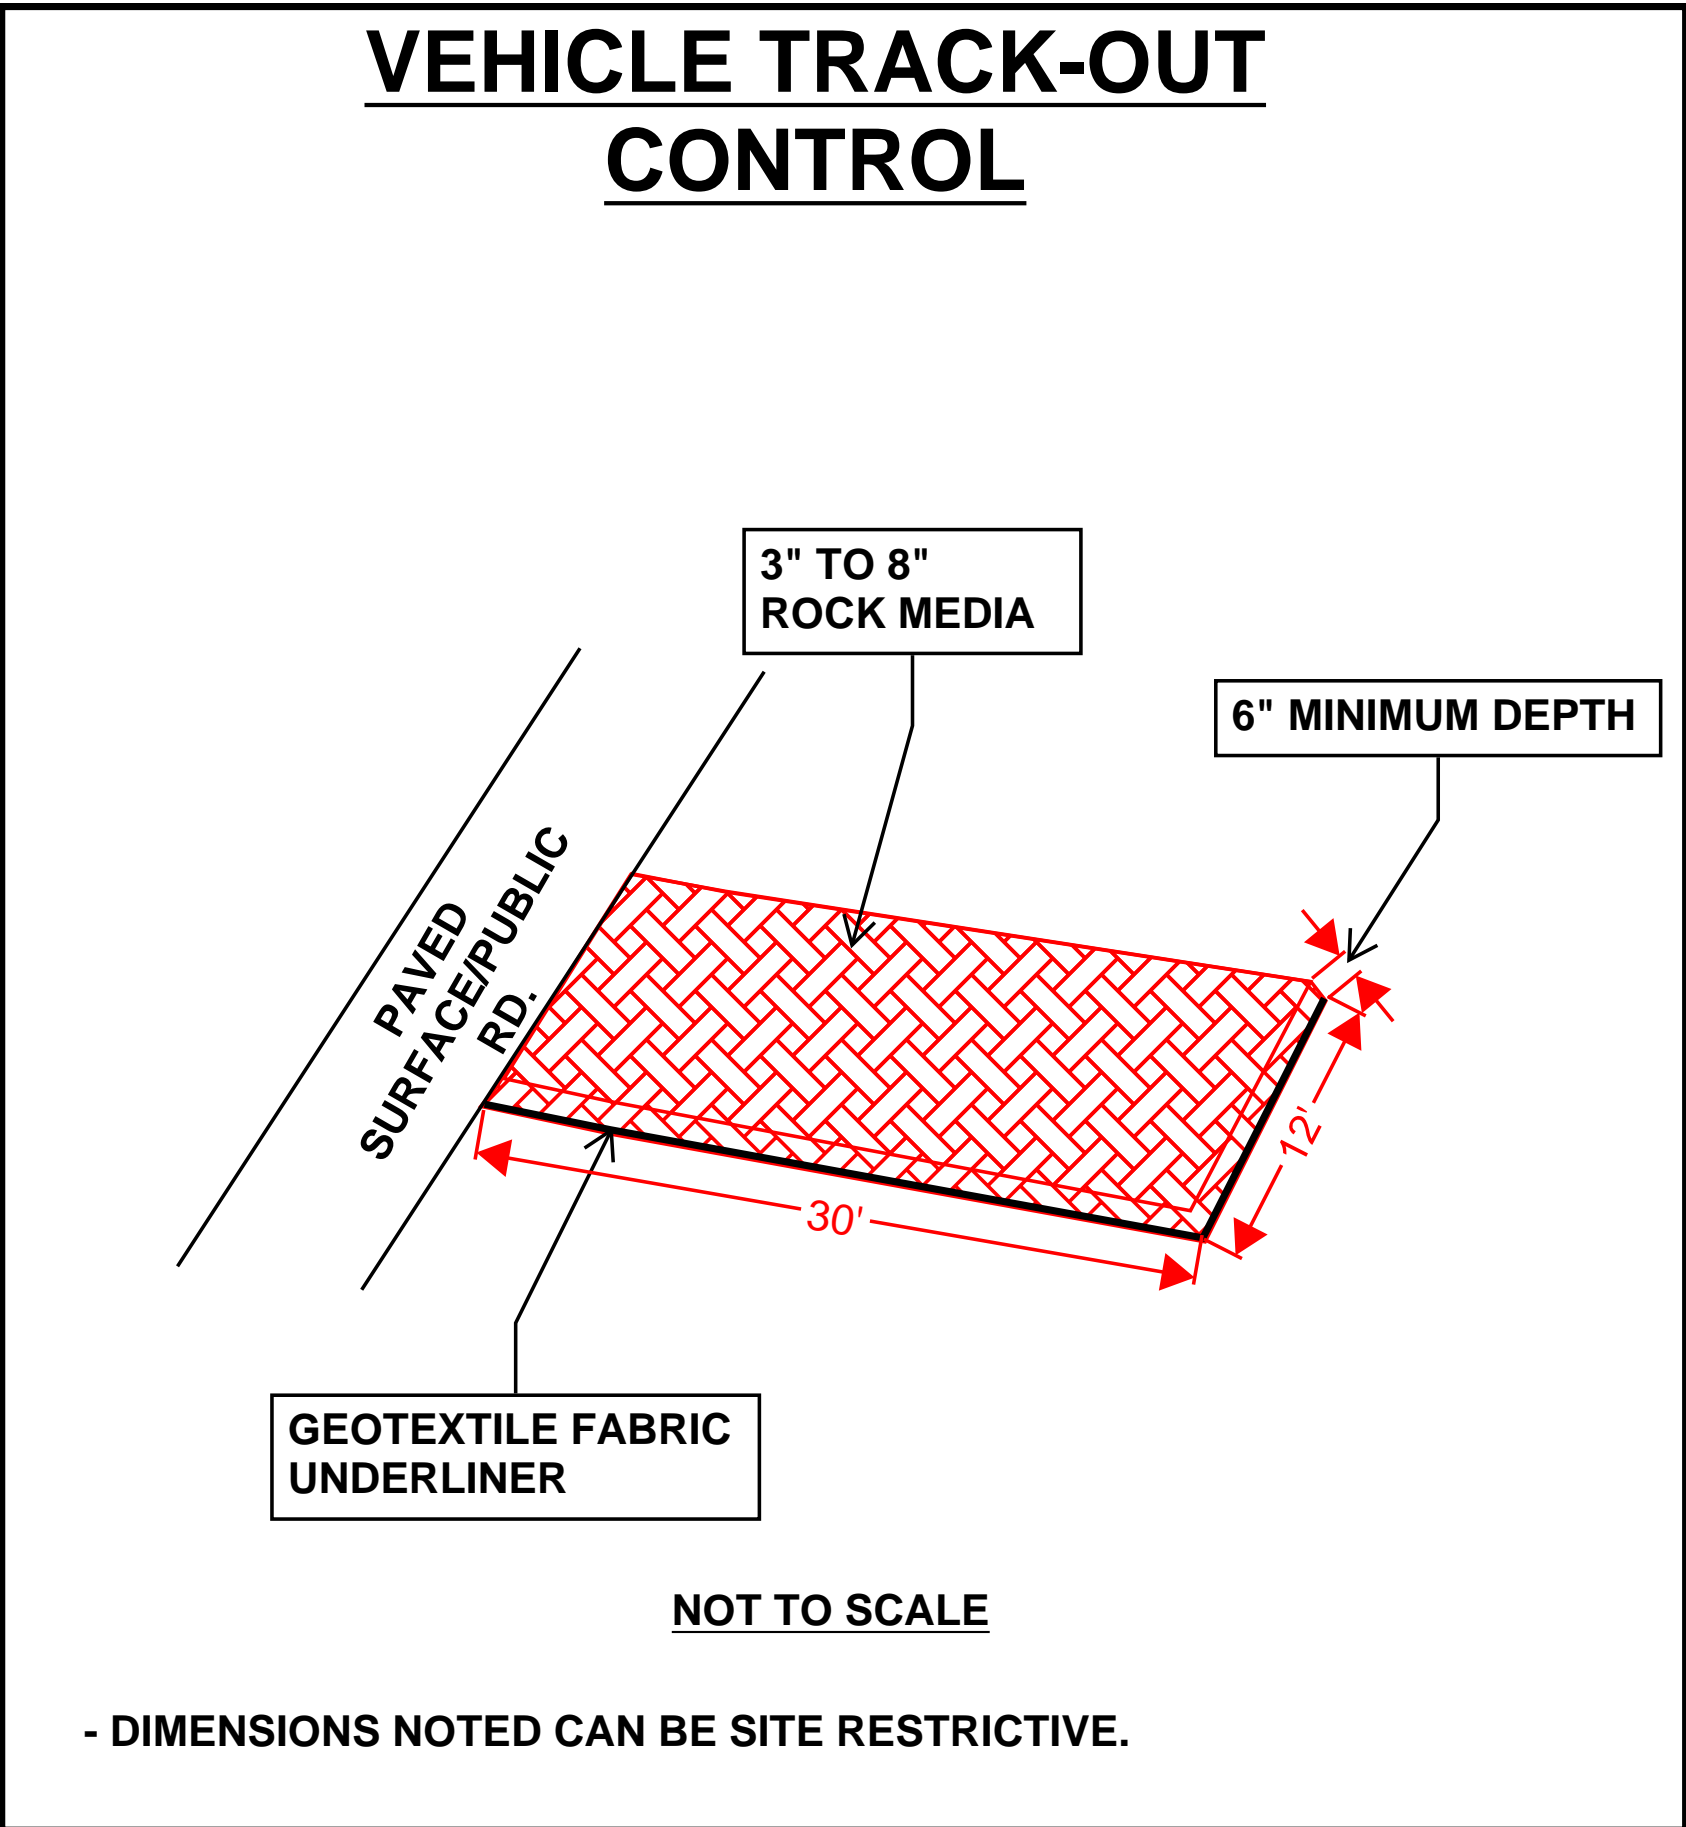 VEHICLE TRACK-OUT
CONTROL
3" TO 8"
ROCK MEDIA
6" MINIMUM DEPTH
PAVED
SURFACE/PUBLIC
RD.
12'
30'
GEOTEXTILE FABRIC
UNDERLINER
NOT TO SCALE
- DIMENSIONS NOTED CAN BE SITE RESTRICTIVE.